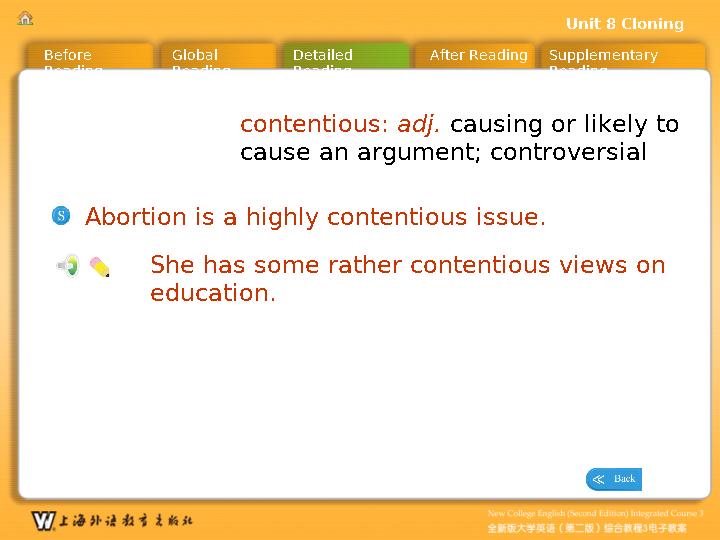 Unit 8 Cloning
Before Reading
Global Reading
Detailed Reading
After Reading
Supplementary Reading
contentious: adj. causing or likely to
cause an argument; controversial
S
Abortion is a highly contentious issue.
She has some rather contentious views on
education.
≪ Back
W 上海外语教育出版社
New College English (Second Edition) Integrated Course 3
全新版大学英语（第二版）综合教程3电子教案